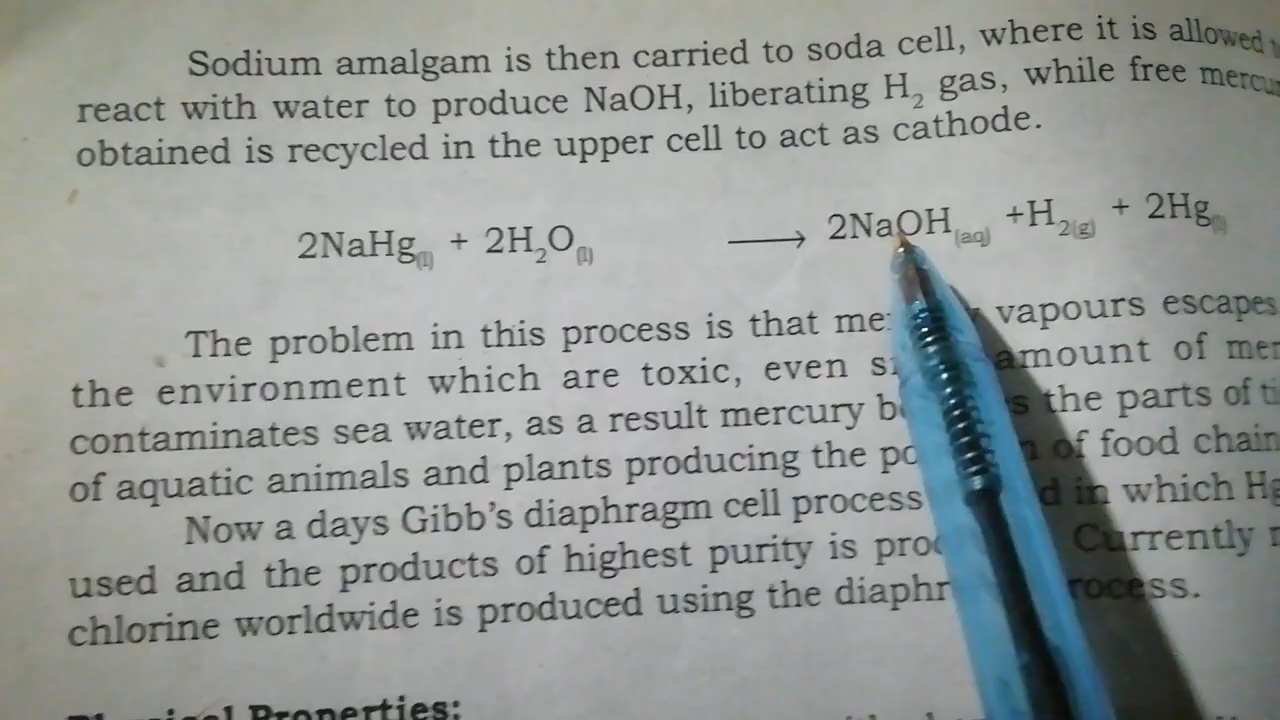 Sodium amalgam is then carried to soda cell, where it is allowed
react with water to produce NaOH, liberating H₂ gas, while free
obtained is recycled in the upper cell to act as cathode.
2NaHg(l) + 2H₂O(l) ⟶ 2NaOH(aq) +H₂(g) + 2Hg(l)
The problem in this process is that vapours escapes
the environment which are toxic, even amount of
contaminates sea water, as a result mercury the parts of
of aquatic animals and plants producing the of food chain
Now a days Gibb's diaphragm cell process in which
used and the products of highest purity is Currently
chlorine worldwide is produced using the
Physical Properties: